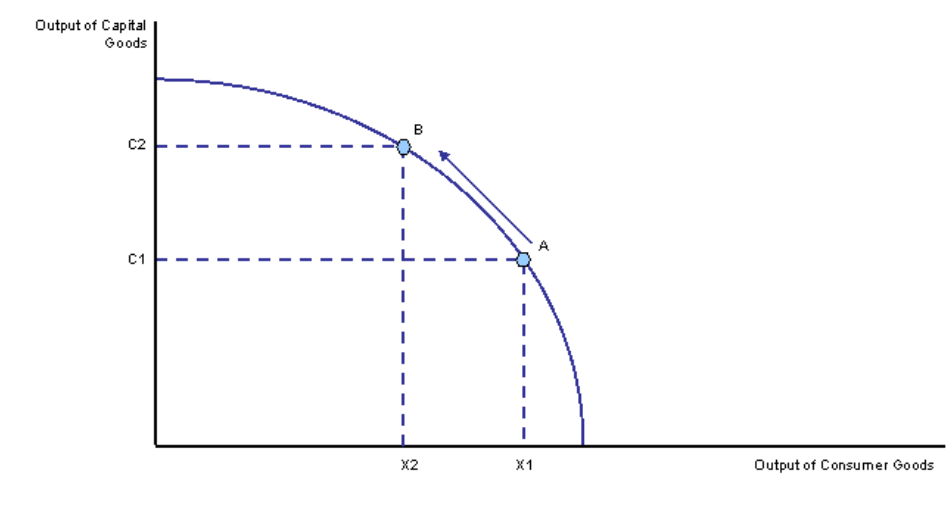 Output of Capital
Goods
B
C2
A
C1
X2
X1
Output of Consumer Goods